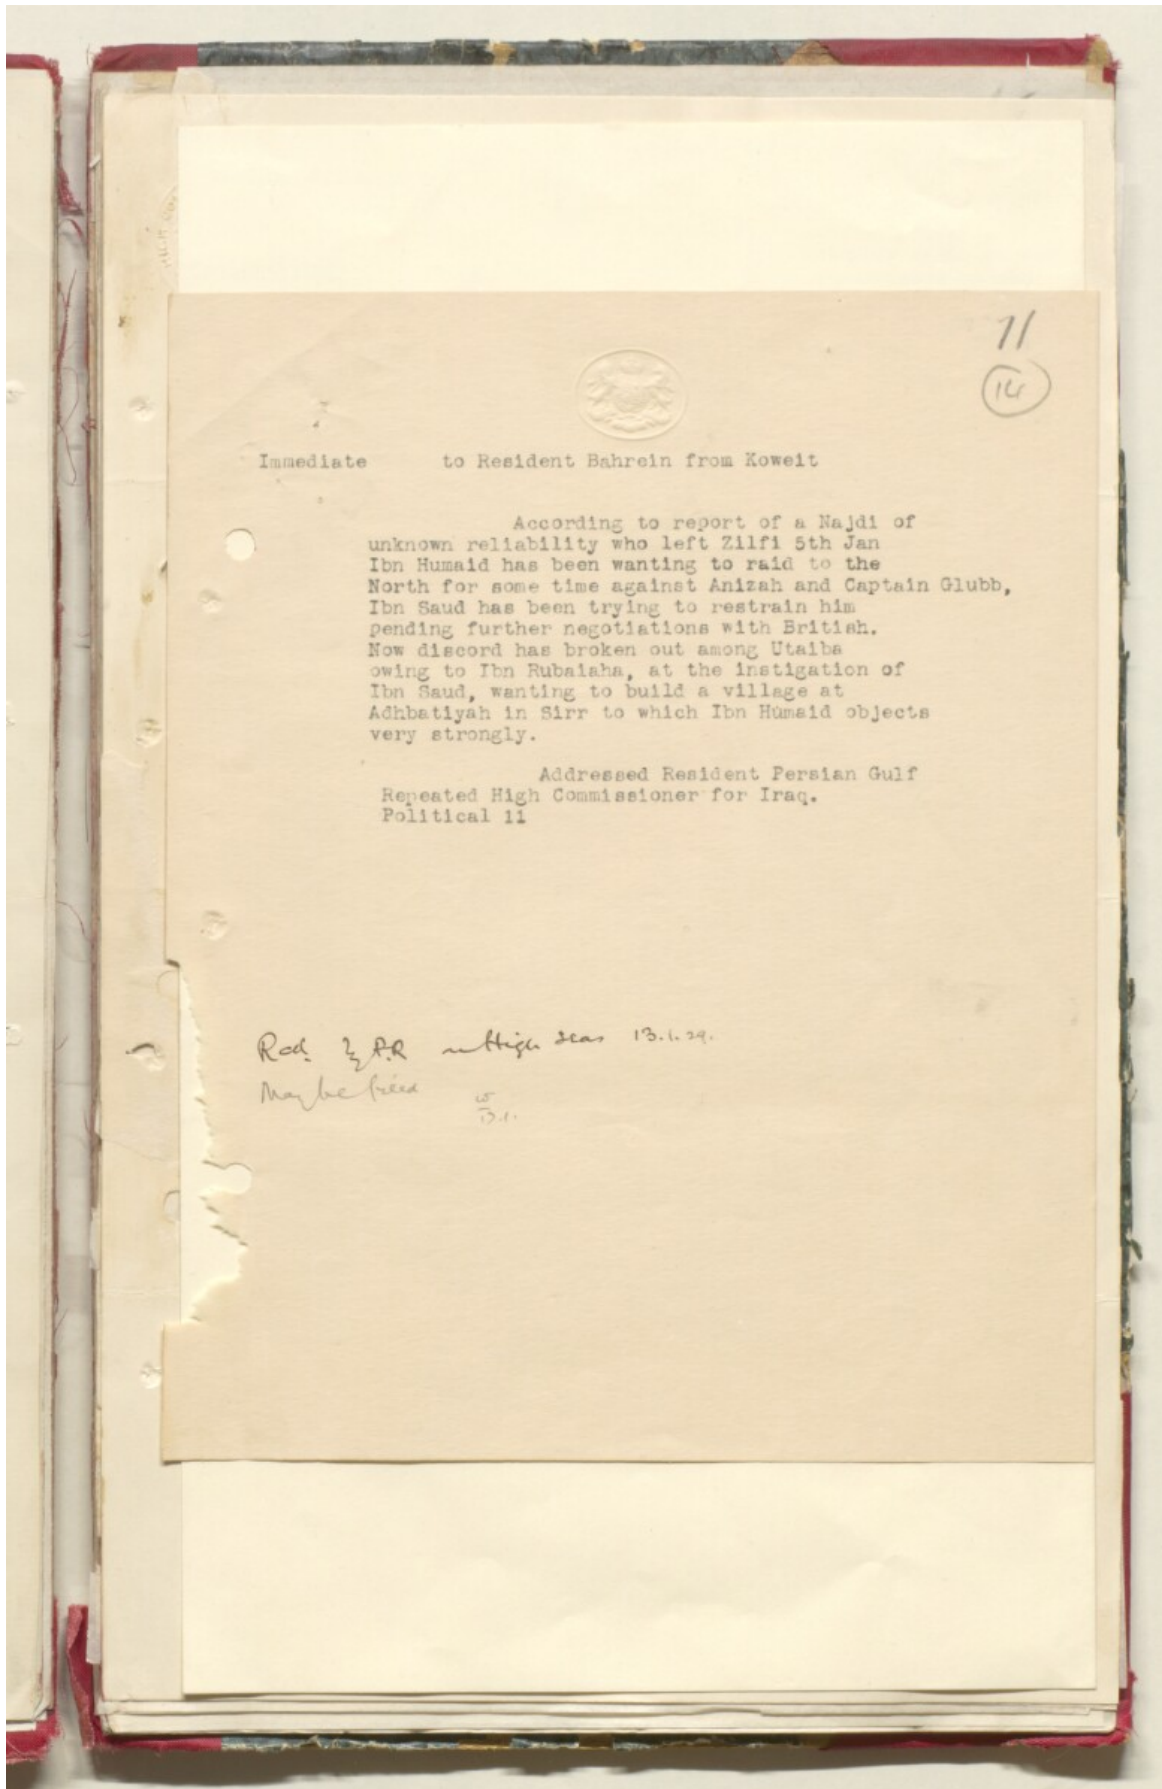 71
14
Immediate to Resident Bahrein from Koweit
According to report of a Najdi of
unknown reliability who left Zilfi 5th Jan
Ibn Humaid has been wanting to raid to the
North for some time against Anizah and Captain Glubb,
Ibn Saud has been trying to restrain him
pending further negotiations with British.
Now discord has broken out among Utaiba
owing to Ibn Rubaiaha, at the instigation of
Ibn Saud, wanting to build a village at
Adhbatiyah in Sirr to which Ibn Humaid objects
very strongly.
Addressed Resident Persian Gulf
Repeated High Commissioner for Iraq.
Political 11
Recd. by P.R on High Seas 13.1.29.
May be filed